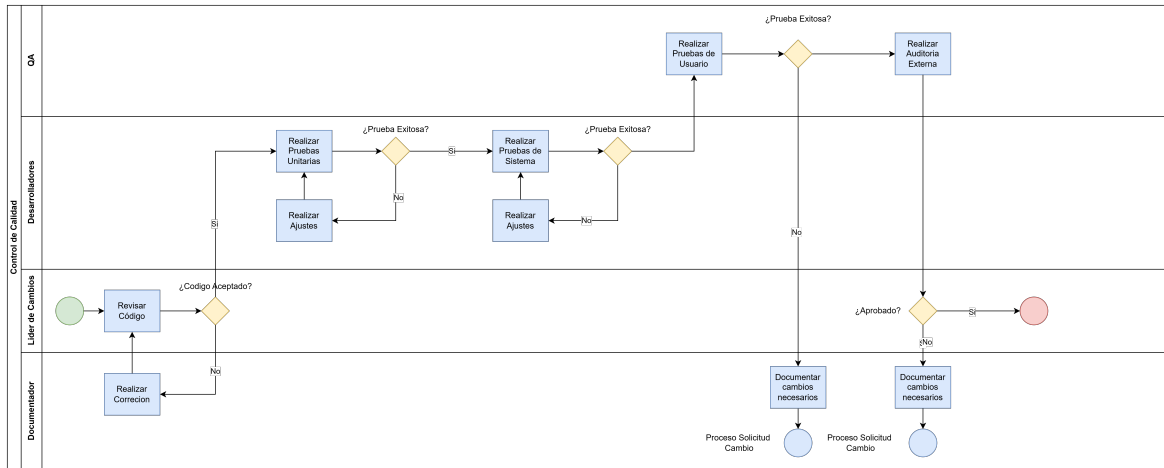 Control de Calidad
QA
¿Prueba Exitosa?
Realizar
Pruebas de
Usuario
Realizar
Auditoria
Externa
Desarrolladores
¿Prueba Exitosa?
¿Prueba Exitosa?
Realizar
Pruebas
Unitarias
Si
Realizar
Pruebas de
Sistema
No
Realizar
Ajustes
Si
Realizar
Ajustes
No
No
Lider de Cambios
¿Codigo Aceptado?
Revisar
Código
¿Aprobado?
Si
No
Documentador
No
Realizar
Correcion
Documentar
cambios
necesarios
Documentar
cambios
necesarios
Proceso Solicitud
Cambio
Proceso Solicitud
Cambio